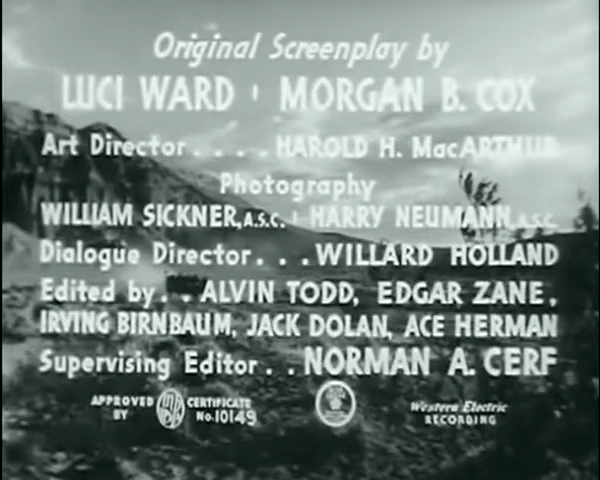 Original Screenplay by
LUCI WARD · MORGAN B. COX
Art Director . . . . HAROLD H. MacARTHUR
Photography
WILLIAM SICKNER, A.S.C. · HARRY NEUMANN, A.S.C.
Dialogue Director . . . WILLARD HOLLAND
Edited by . . ALVIN TODD, EDGAR ZANE,
IRVING BIRNBAUM, JACK DOLAN, ACE HERMAN
Supervising Editor . . NORMAN A. CERF
APPROVED BY CERTIFICATE No. 10149
Western Electric
RECORDING